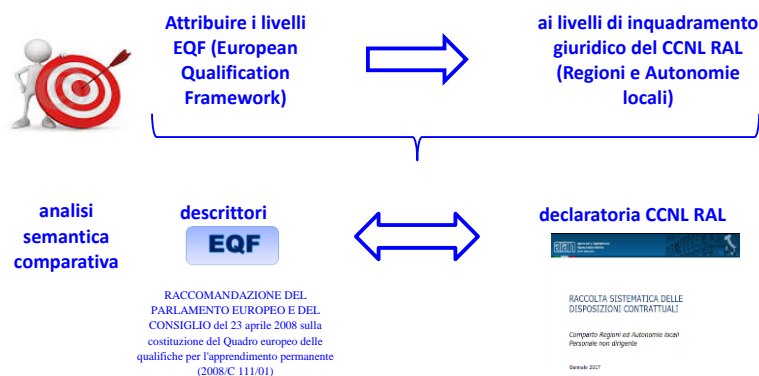 Attribuire i livelli
EQF (European
Qualification
Framework)
ai livelli di inquadramento
giuridico del CCNL RAL
(Regioni e Autonomie
locali)
analisi
semantica
comparativa
descrittori
EQF
RACCOMANDAZIONE DEL
PARLAMENTO EUROPEO E DEL
CONSIGLIO del 23 aprile 2008 sulla
costituzione del Quadro europeo delle
qualifiche per l'apprendimento permanente
(2008/C 111/01)
declaratoria CCNL RAL
aran
RACCOLTA SISTEMATICA DELLE
DISPOSIZIONI CONTRATTUALI
Comparto Regioni ed Autonomie locali
Personale non dirigente
Gennaio 2017